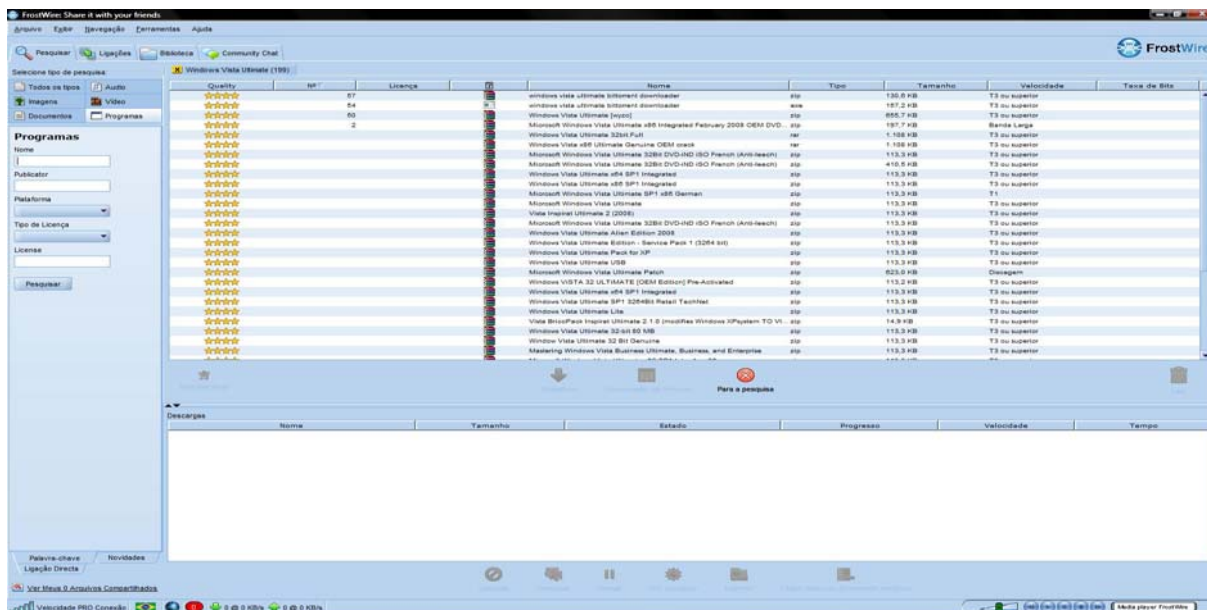 FrostWire: Share it with your friends
Arquivo Exibir Navegação Ferramentas Ajuda
Pesquisar Ligações Biblioteca Community Chat
FrostWire
Selecione tipo de pesquisa:
Todos os tipos Audio
Imagens Vídeo
Documentos Programas
Programas
Nome
Publicator
Plataforma
Tipo de Licença
License
Pesquisar
Windows Vista Ultimate (199)
Quality Nº Licença Nome Tipo Tamanho Velocidade Taxa de Bits
57 windows vista ultimate bittorrent downloader zip 130,6 KB T3 ou superior
54 windows vista ultimate bittorrent downloader exe 187,2 KB T3 ou superior
Windows Vista Ultimate [wyzo] zip 655,7 KB T3 ou superior
2 Microsoft Windows Vista Ultimate x86 Integrated February 2008 OEM DVD... zip 197,7 KB Banda Larga
Windows Vista Ultimate 32bit Full rar 1.108 KB T3 ou superior
Windows Vista x86 Ultimate Genuine OEM crack rar 1.108 KB T3 ou superior
Microsoft Windows Vista Ultimate 32Bit DVD-iND ISO French (Anti-leech) zip 113,3 KB T3 ou superior
Microsoft Windows Vista Ultimate 32Bit DVD-iND ISO French (Anti-leech) zip 410,5 KB T3 ou superior
Windows Vista Ultimate x64 SP1 Integrated zip 113,3 KB T3 ou superior
Windows Vista Ultimate x86 SP1 Integrated zip 113,3 KB T3 ou superior
Microsoft Windows Vista Ultimate SP1 x86 German zip 113,3 KB T1
Microsoft Windows Vista Ultimate zip 113,3 KB T3 ou superior
Vista Inspirat Ultimate 2 (2008) zip 113,3 KB T3 ou superior
Microsoft Windows Vista Ultimate 32Bit DVD-iND ISO French (Anti-leech) zip 113,3 KB T3 ou superior
Windows Vista Ultimate Alien Edition 2008 zip 113,3 KB T3 ou superior
Windows Vista Ultimate Edition - Service Pack 1 (3264 bit) zip 113,3 KB T3 ou superior
Windows Vista Ultimate Pack for XP zip 113,3 KB T3 ou superior
Windows Vista Ultimate USB zip 113,3 KB T3 ou superior
Microsoft Windows Vista Ultimate Patch zip 623,0 KB Discagem
Windows VISTA 32 ULTIMATE [OEM Edition] Pre-Activated zip 113,2 KB T3 ou superior
Windows Vista Ultimate x64 SP1 Integrated zip 113,3 KB T3 ou superior
Windows Vista Ultimate SP1 3264Bit Retail TechNet zip 113,3 KB T3 ou superior
Windows Vista Ultimate Lite zip 113,3 KB T3 ou superior
Vista BricoPack Inspirat Ultimate 2 1.0 (modifies Windows XPsystem TO VI... zip 14,9 KB T3 ou superior
Windows Vista Ultimate 32-bit 80 MB zip 113,3 KB T3 ou superior
Window Vista Ultimate 32 Bit Genuine zip 113,3 KB T3 ou superior
Mastering Windows Vista Business Ultimate, Business, and Enterprise zip 113,3 KB T3 ou superior
Para a pesquisa
Descargas
Nome Tamanho Estado Progresso Velocidade Tempo
Palavra-chave Novidades
Ligação Directa
Ver Meus 0 Arquivos Compartilhados
Velocidade PRO Conexão 0 @ 0 KB/s 0 @ 0 KB/s
Media player FrostWire